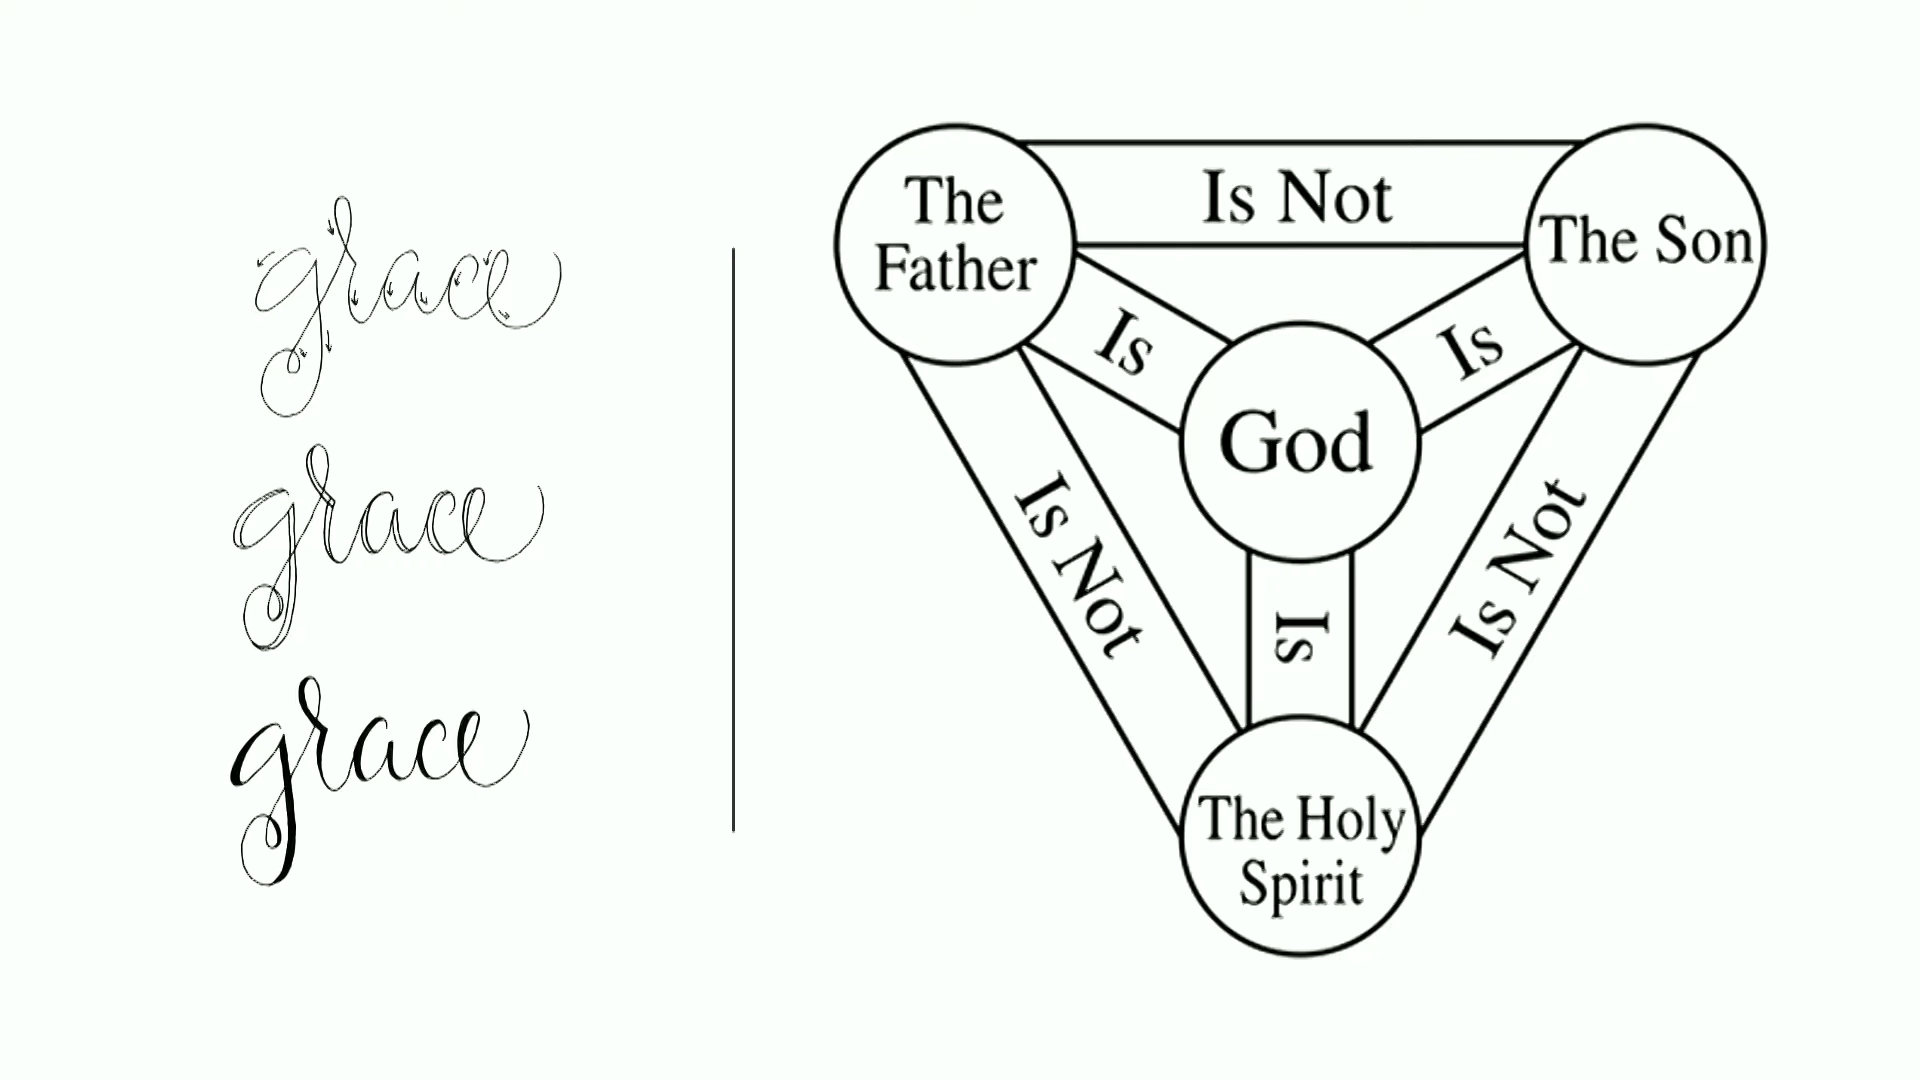 grace
grace
grace
The
Father
Is Not
The Son
Is
Is
God
Is Not
Is
Is Not
The Holy
Spirit